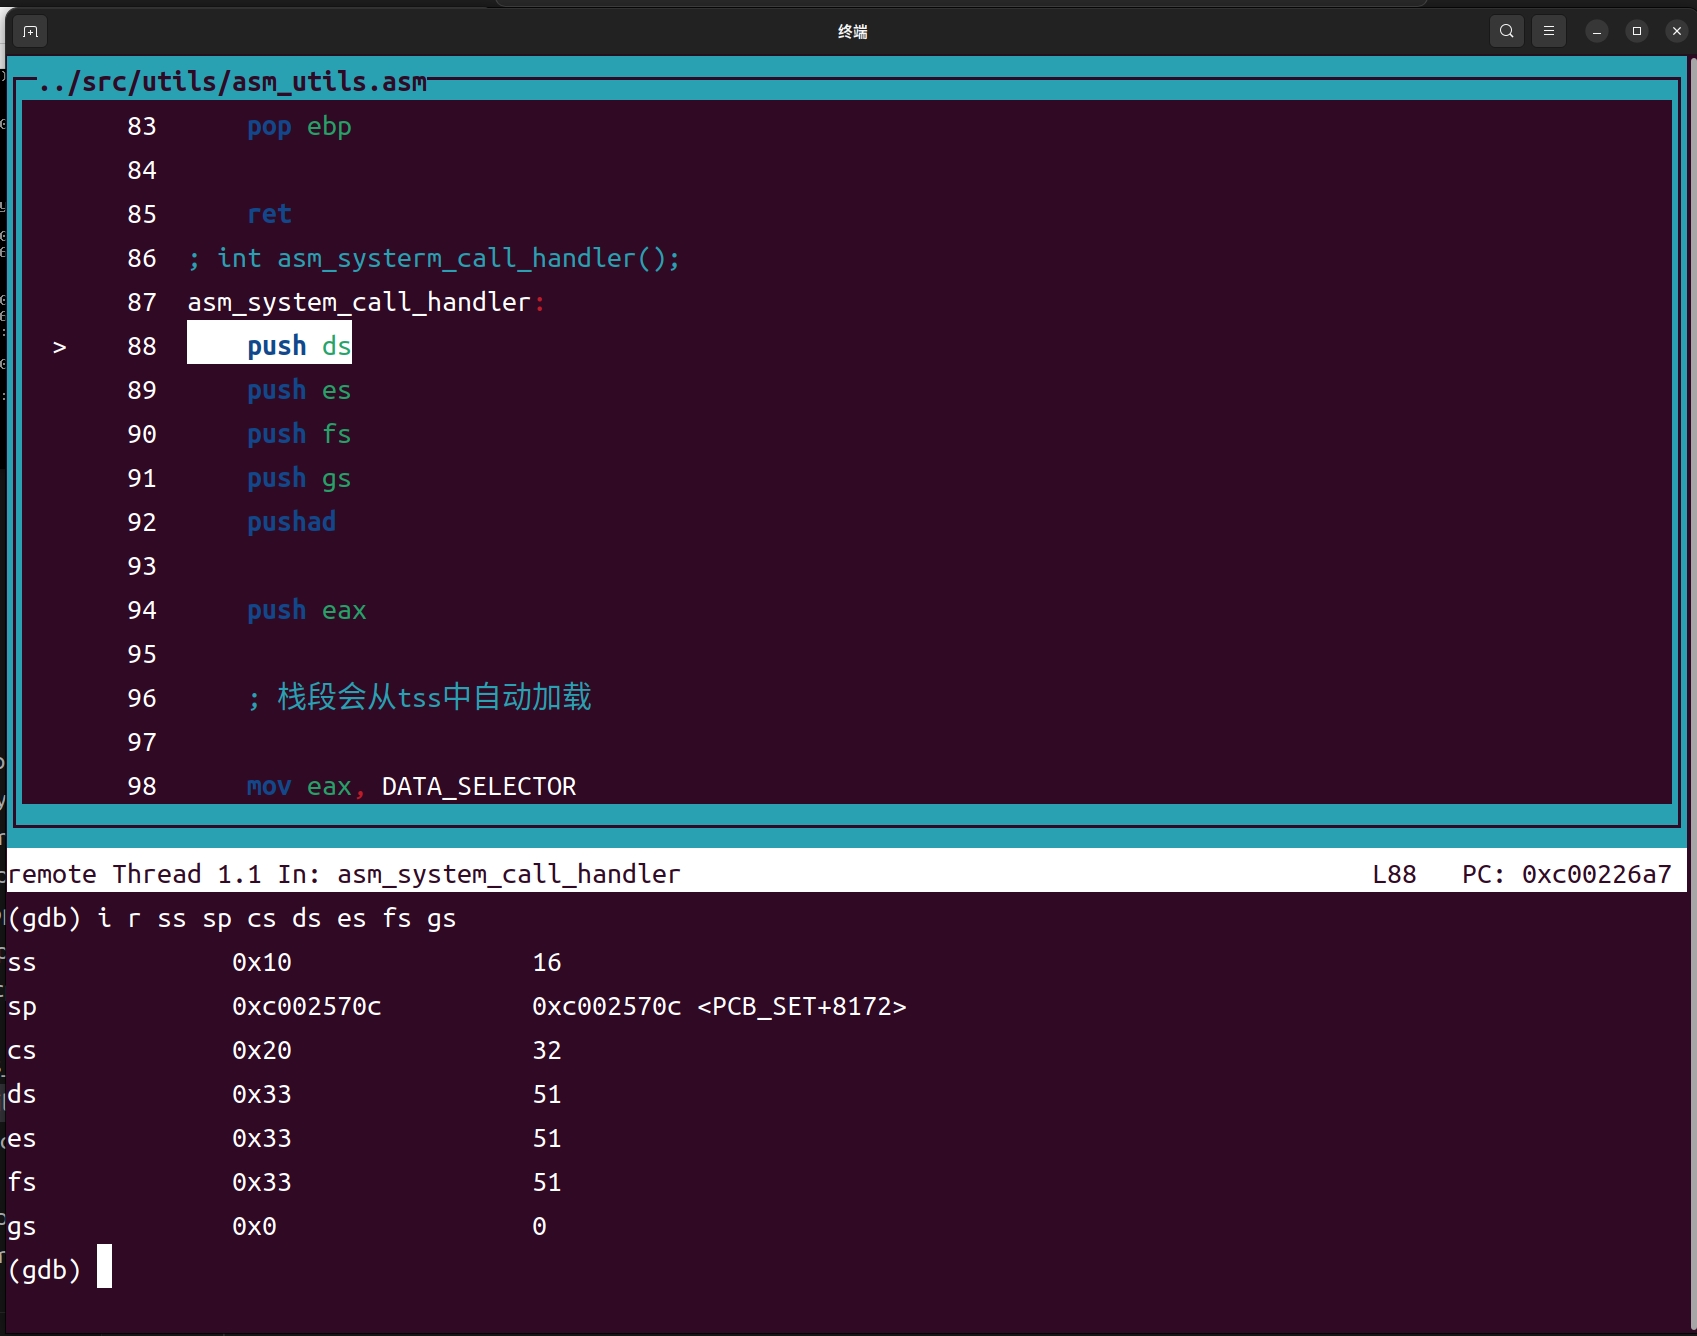 终端
../src/utils/asm_utils.asm
83 pop ebp
84
85 ret
86 ; int asm_systerm_call_handler();
87 asm_system_call_handler:
> 88 push ds
89 push es
90 push fs
91 push gs
92 pushad
93
94 push eax
95
96 ; 栈段会从tss中自动加载
97
98 mov eax, DATA_SELECTOR
remote Thread 1.1 In: asm_system_call_handler L88 PC: 0xc00226a7
(gdb) i r ss sp cs ds es fs gs
ss 0x10 16
sp 0xc002570c 0xc002570c <PCB_SET+8172>
cs 0x20 32
ds 0x33 51
es 0x33 51
fs 0x33 51
gs 0x0 0
(gdb)